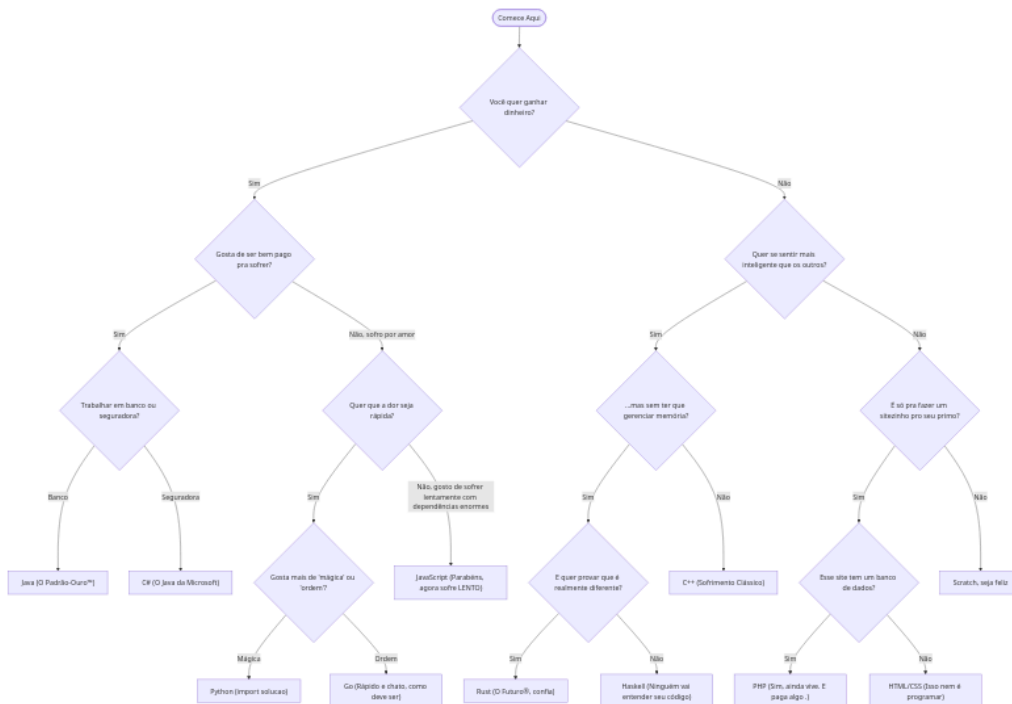 Comece Aqui
Você quer ganhar
dinheiro?
Sim
Não
Gosta de ser bem pago
pra sofrer?
Quer se sentir mais
inteligente que os outros?
Sim
Não, sofro por amor
Sim
Não
Trabalhar em banco ou
seguradora?
Quer que a dor seja
rápida?
...mas sem ter que
gerenciar memória?
E só pra fazer um
sitezinho pro seu primo?
Banco
Seguradora
Sim
Não, gosto de sofrer
lentamente com
dependências enormes
Sim
Não
Sim
Não
Java (O Padrão-Ouro™)
C# (O Java da Microsoft)
Gosta mais de 'mágica' ou
'ordem'?
JavaScript (Parabéns,
agora sofre LENTO)
E quer provar que é
realmente diferente?
C++ (Sofrimento Clássico)
Esse site tem um banco
de dados?
Scratch, seja feliz
Mágica
Ordem
Sim
Não
Sim
Não
Python (import solucao)
Go (Rápido e chato, como
deve ser)
Rust (O Futuro®, confia)
Haskell (Ninguém vai
entender seu código)
PHP (Sim, ainda vive. E
paga algo .)
HTML/CSS (Isso nem é
programar)